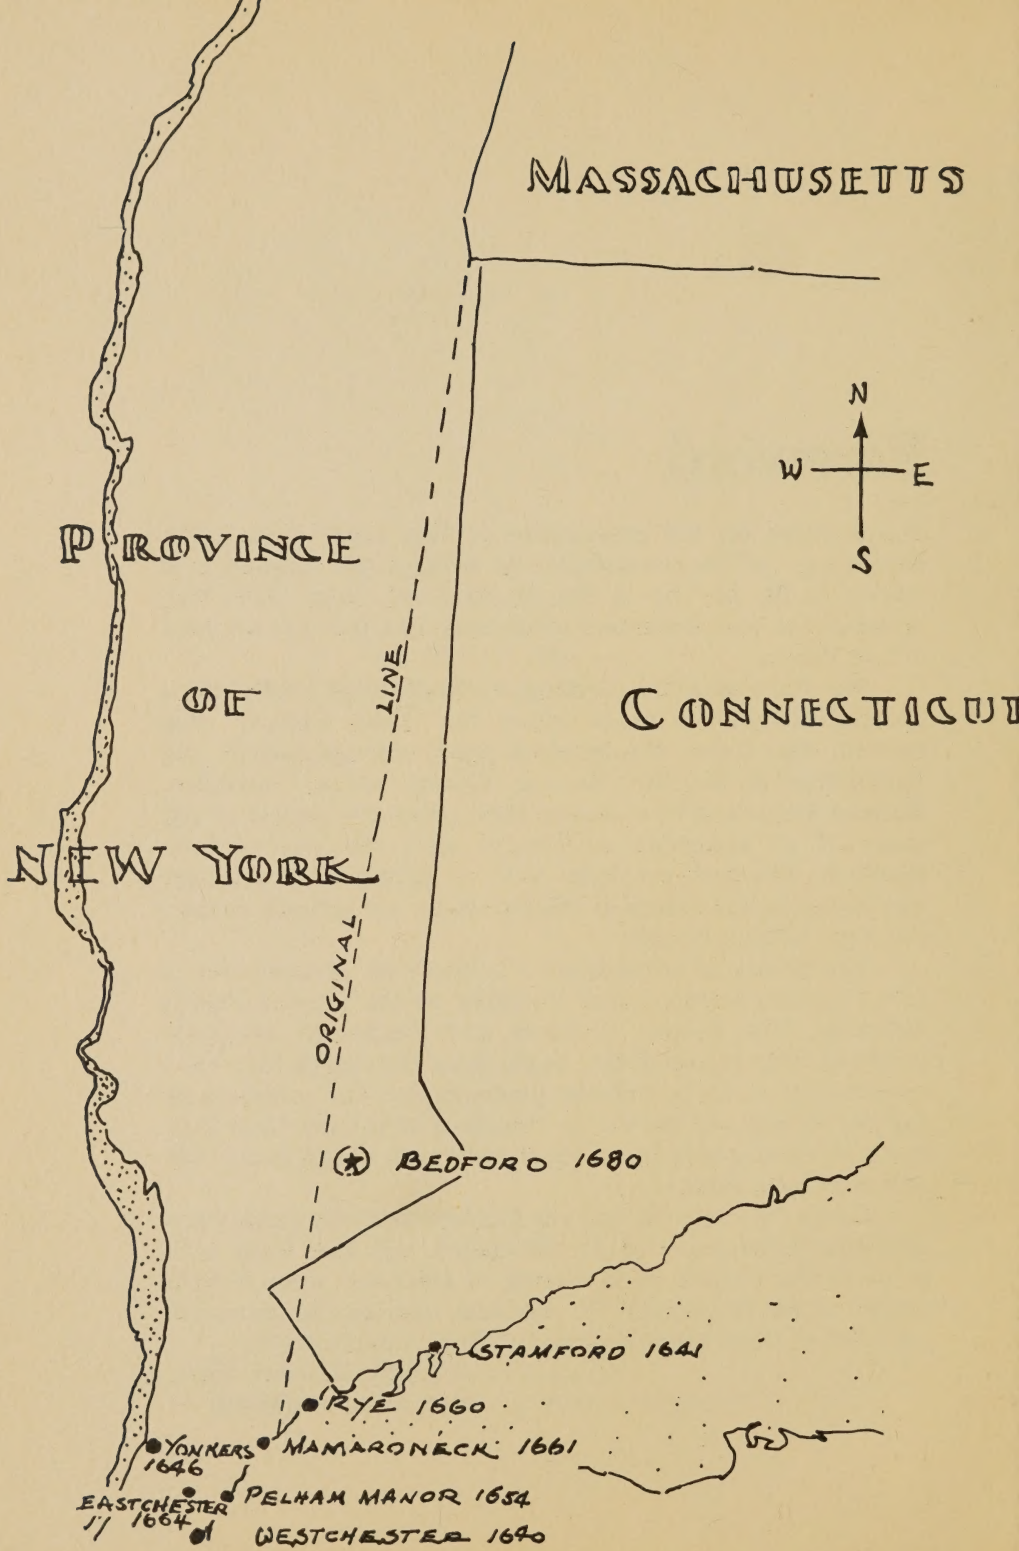 MASSACHUSETTS
N
W E
S
PROVINCE
OF
NEW YORK
CONNECTICUT
ORIGINAL LINE
BEDFORD 1680
STAMFORD 1641
RYE 1660
YONKERS
1646
MAMARONECK 1661
EASTCHESTER
1664
PELHAM MANOR 1654
WESTCHESTER 1640